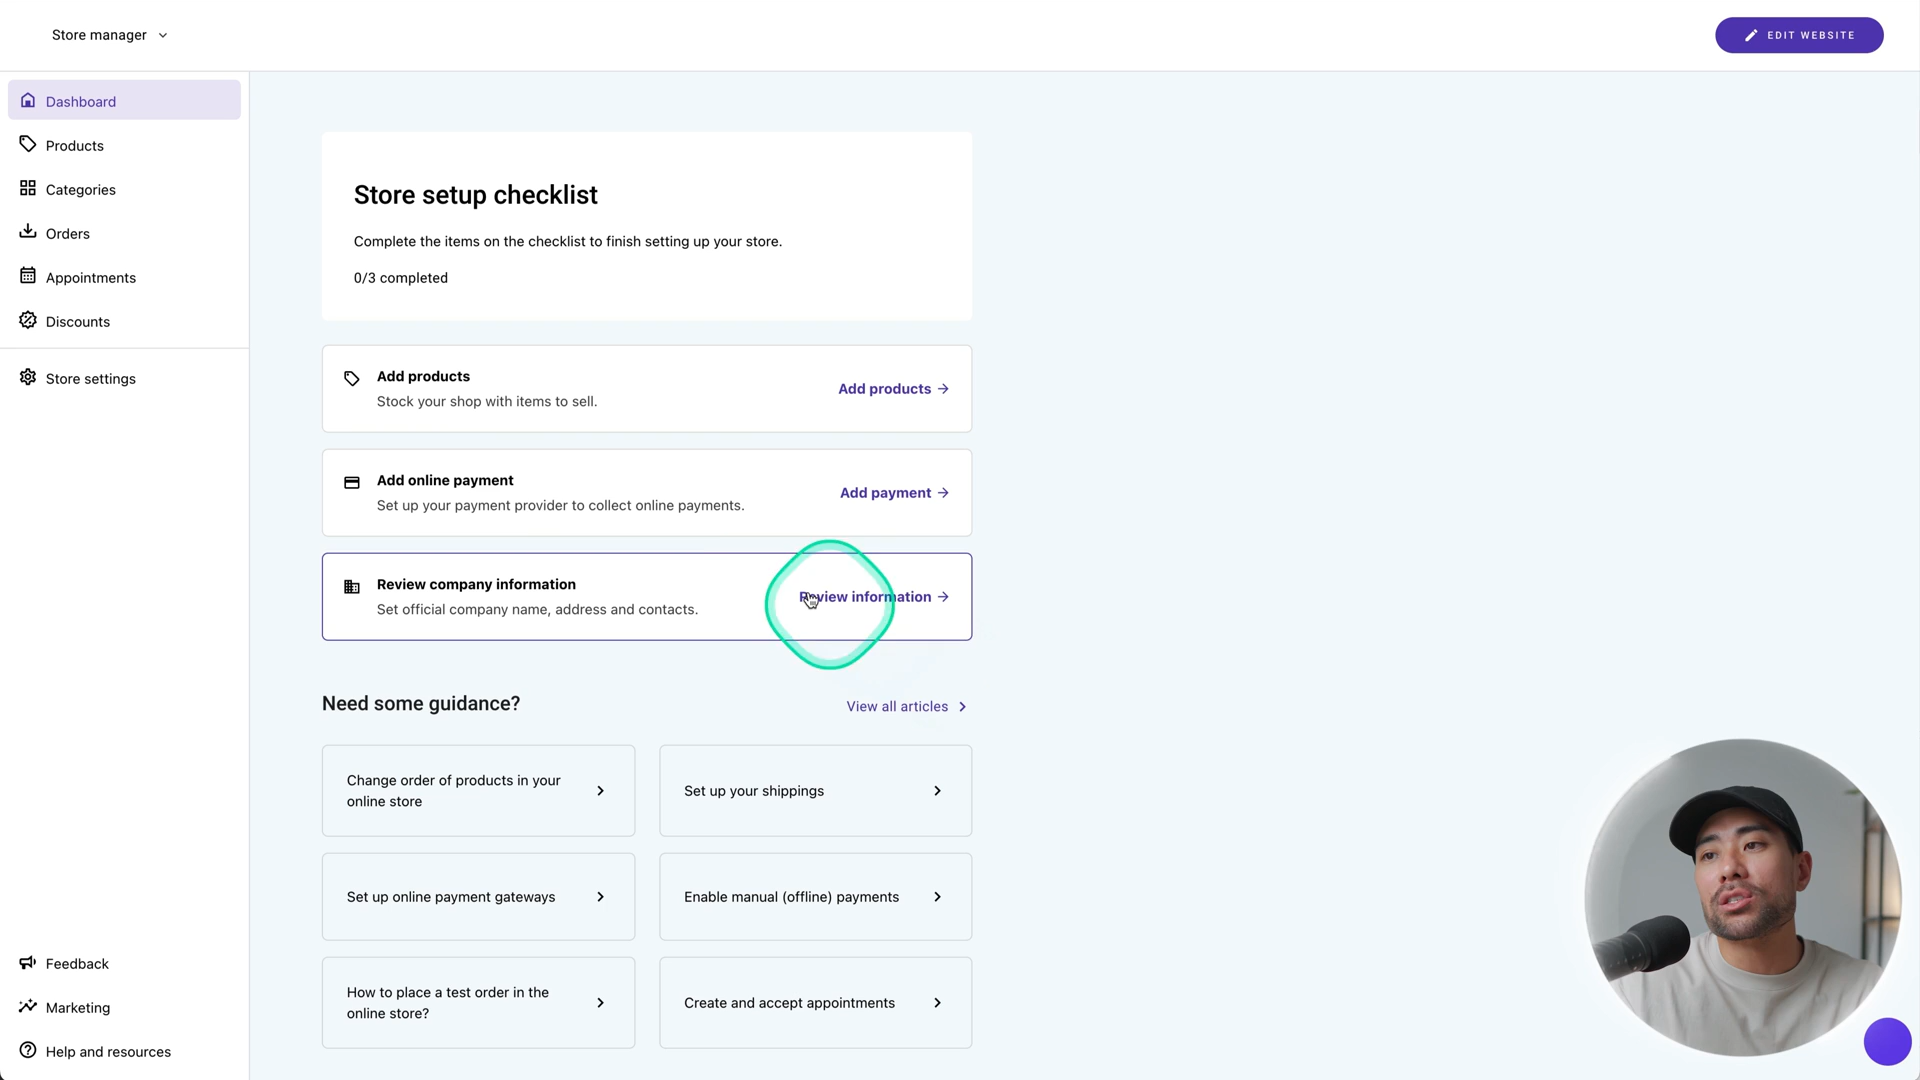 Store manager
EDIT WEBSITE
Dashboard
Products
Categories
Orders
Appointments
Discounts
Store settings
Feedback
Marketing
Help and resources
Store setup checklist
Complete the items on the checklist to finish setting up your store.
0/3 completed
Add products
Stock your shop with items to sell.
Add products
Add online payment
Set up your payment provider to collect online payments.
Add payment
Review company information
Set official company name, address and contacts.
Review information
Need some guidance?
View all articles
Change order of products in your
online store
Set up your shippings
Set up online payment gateways
Enable manual (offline) payments
How to place a test order in the
online store?
Create and accept appointments